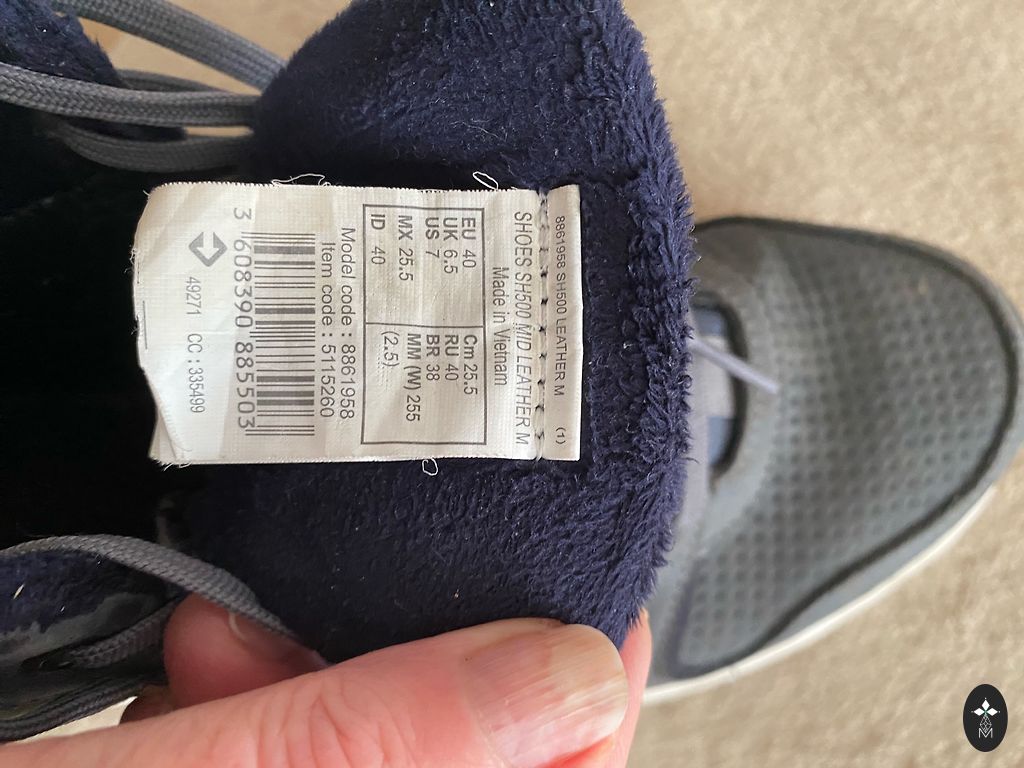 8861958 SH500 LEATHER M (1)
SHOES SH500 MID LEATHER M
Made in Vietnam
EU 40 Cm 25.5
UK 6.5 RU 40
US 7 BR 38
MX 25.5 MM (W) 255
ID 40 (2.5!)
Model code : 8861958
Item code : 5115260
3 608390 885503
49271 CC : 335499
M